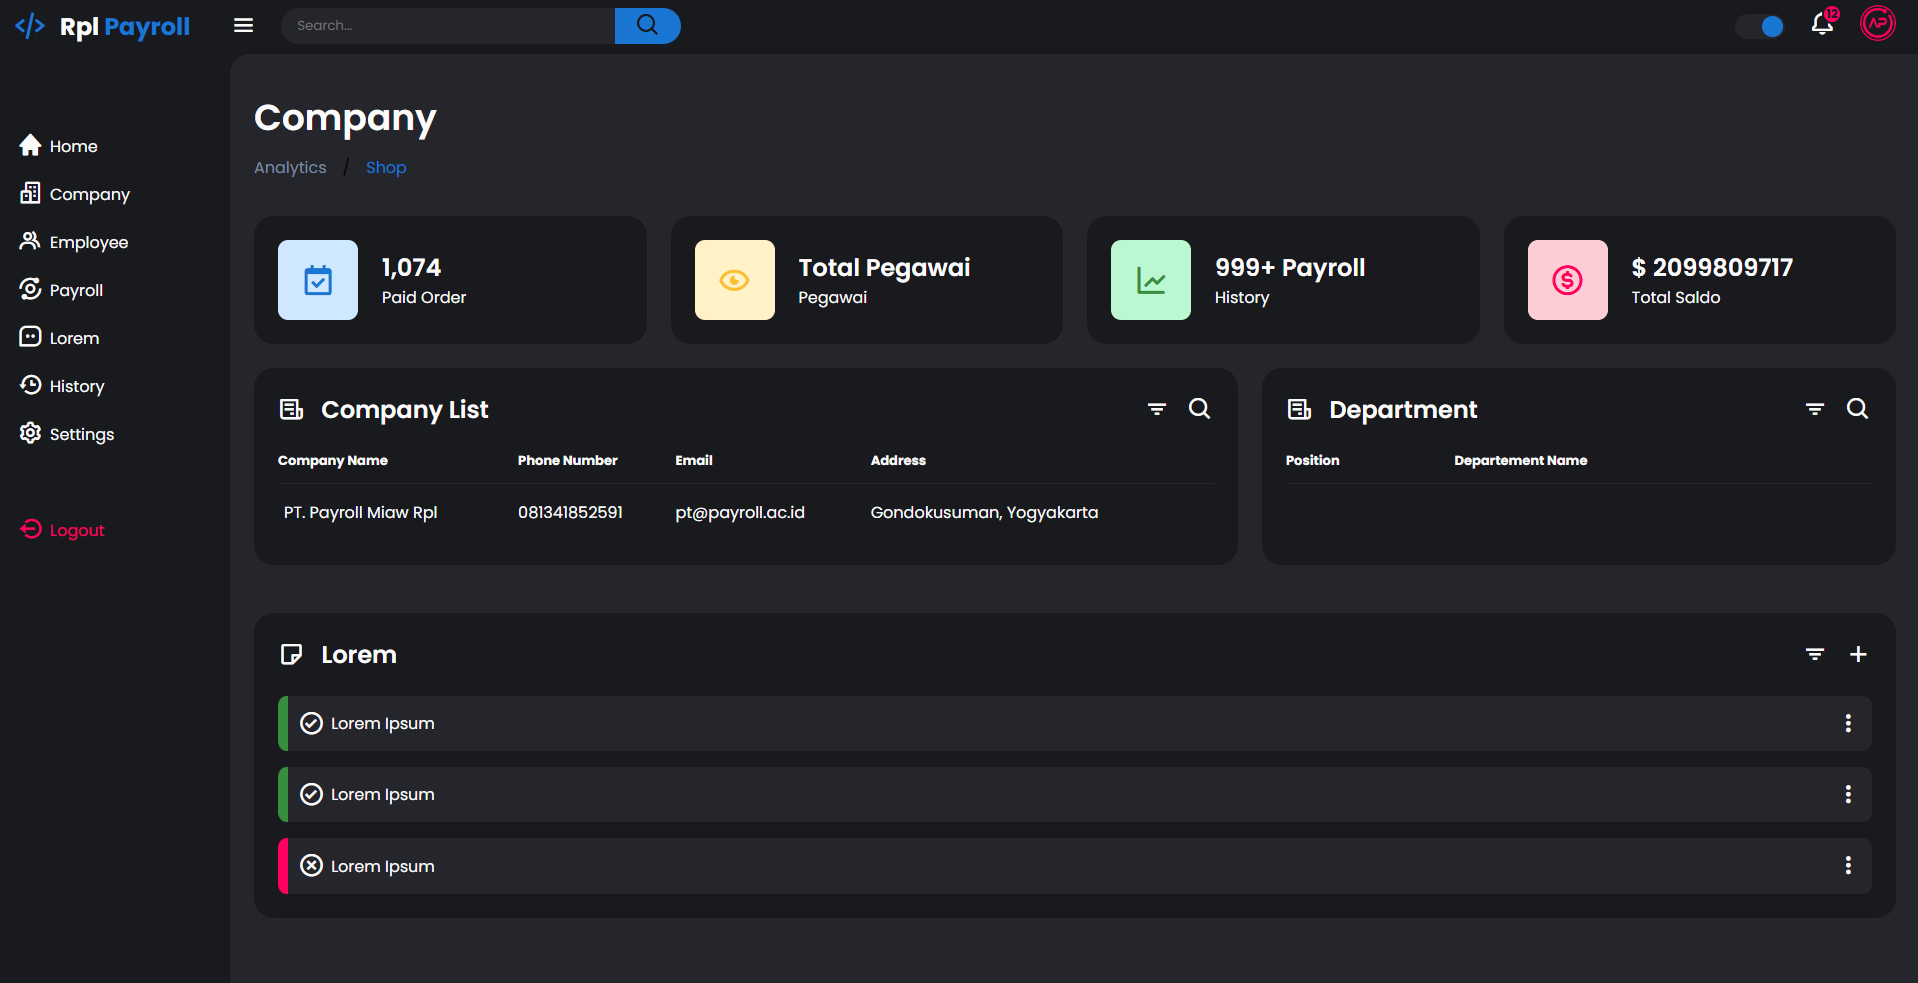 Rpl Payroll
Search...
12
AP
Home
Company
Employee
Payroll
Lorem
History
Settings
Logout
Company
Analytics / Shop
1,074
Paid Order
Total Pegawai
Pegawai
999+ Payroll
History
$ 2099809717
Total Saldo
Company List
Company Name Phone Number Email Address
PT. Payroll Miaw Rpl 081341852591 pt@payroll.ac.id Gondokusuman, Yogyakarta
Department
Position Departement Name
Lorem
Lorem Ipsum
Lorem Ipsum
Lorem Ipsum